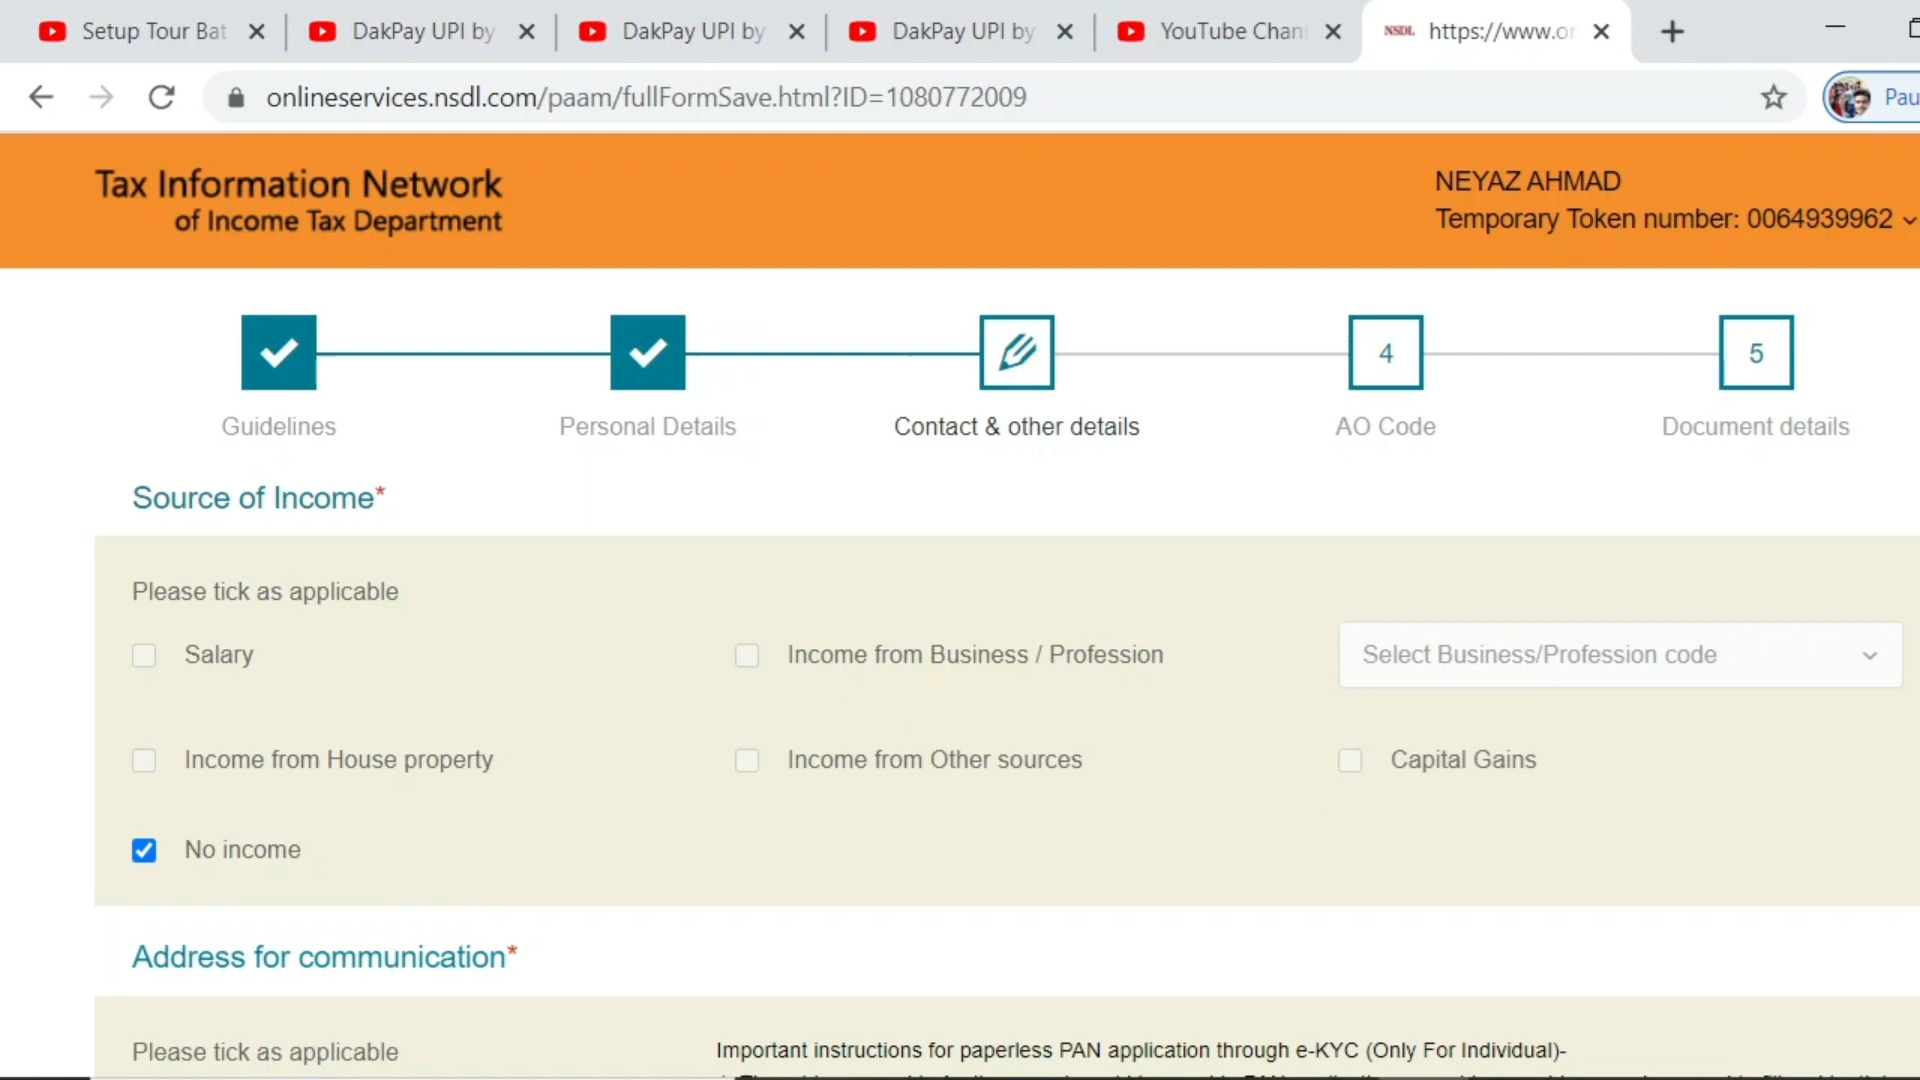 Setup Tour Bat
DakPay UPI by
DakPay UPI by
DakPay UPI by
YouTube Chan
NSDL https://www.on
onlineservices.nsdl.com/paam/fullFormSave.html?ID=1080772009
Pau
Tax Information Network
of Income Tax Department
NEYAZ AHMAD
Temporary Token number: 0064939962
4
5
Guidelines
Personal Details
Contact & other details
AO Code
Document details
Source of Income*
Please tick as applicable
Salary
Income from Business / Profession
Select Business/Profession code
Income from House property
Income from Other sources
Capital Gains
No income
Address for communication*
Please tick as applicable
Important instructions for paperless PAN application through e-KYC (Only For Individual)-